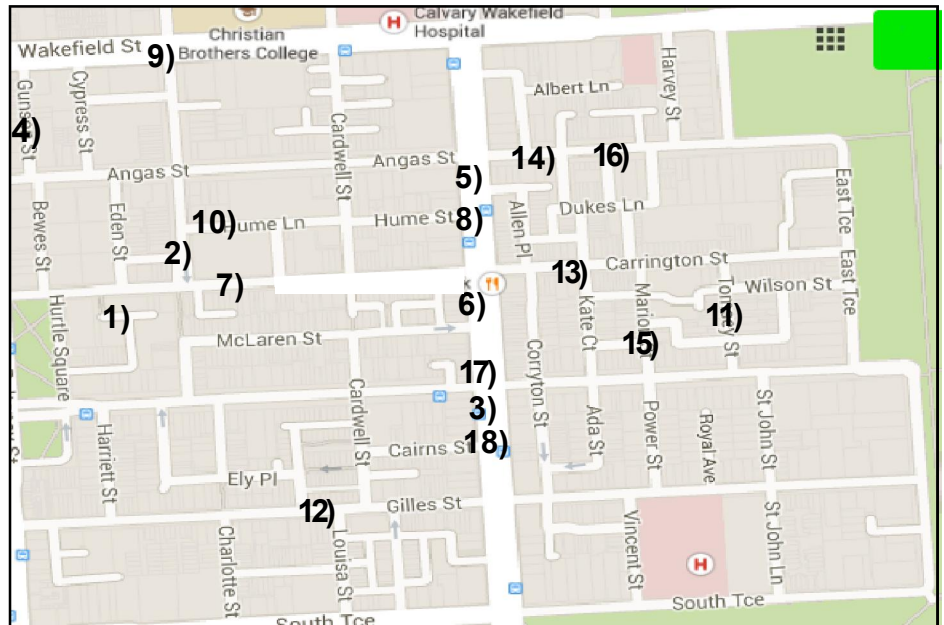 Calvary Wakefield
Hospital
H
Christian
Brothers College
Wakefield St
9)
Gunson St
4)
Cypress St
Cardwell St
Albert Ln
Harvey St
Angas St
Angas St
5)
14)
16)
Bewes St
Eden St
10)
Hume Ln
Hume St
8)
Allen Pl
Dukes Ln
East Tce
2)
7)
k
6)
13)
Carrington St
Wilson St
East Tce
Hurtle Square
1)
McLaren St
Kate Ct
Marion
15)
11)
17)
Corryton St
3)
18)
Cardwell St
Cairns St
Harriett St
Ada St
Power St
Royal Ave
St John St
Ely Pl
12)
Gilles St
Charlotte St
Louisa St
Vincent St
H
St John Ln
South Tce
South Tce